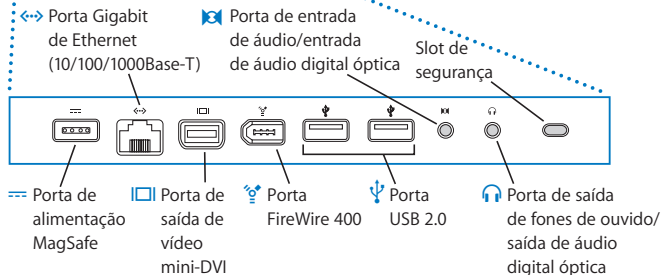 Porta Gigabit
de Ethernet
(10/100/1000Base-T)
Porta de entrada
de áudio/entrada
de áudio digital óptica
Slot de
segurança
Porta de
alimentação
MagSafe
Porta de
saída de
vídeo
mini-DVI
Porta
FireWire 400
Porta
USB 2.0
Porta de saída
de fones de ouvido/
saída de áudio
digital óptica